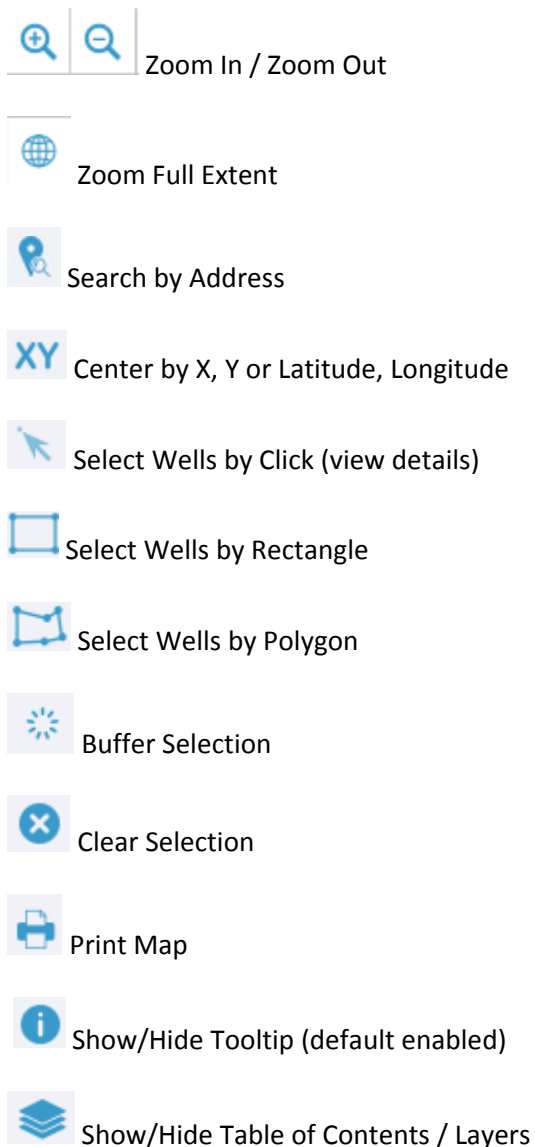 Zoom In / Zoom Out
Zoom Full Extent
Search by Address
XY Center by X, Y or Latitude, Longitude
Select Wells by Click (view details)
Select Wells by Rectangle
Select Wells by Polygon
Buffer Selection
Clear Selection
Print Map
Show/Hide Tooltip (default enabled)
Show/Hide Table of Contents / Layers